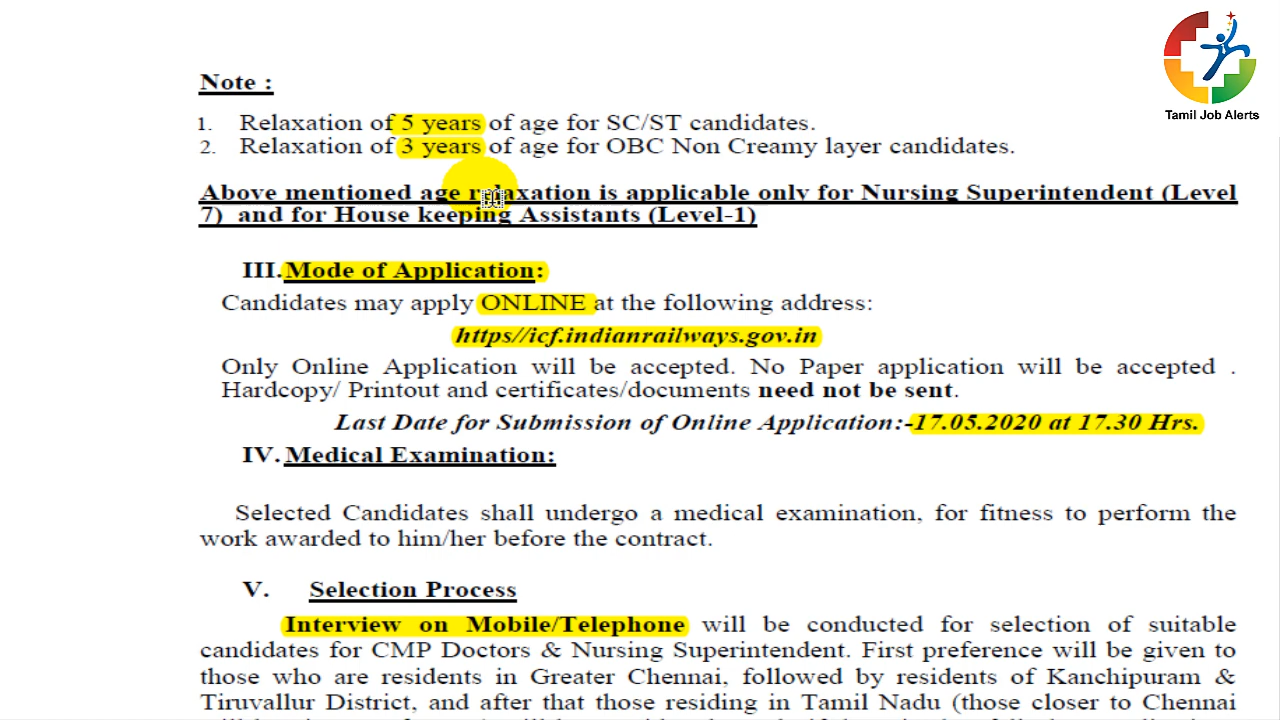 Tamil Job Alerts
Note :
1. Relaxation of 5 years of age for SC/ST candidates.
2. Relaxation of 3 years of age for OBC Non Creamy layer candidates.
Above mentioned age relaxation is applicable only for Nursing Superintendent (Level
7) and for House keeping Assistants (Level-1)
III. Mode of Application:
Candidates may apply ONLINE at the following address:
https//icf.indianrailways.gov.in
Only Online Application will be accepted. No Paper application will be accepted .
Hardcopy/ Printout and certificates/documents need not be sent.
Last Date for Submission of Online Application:-17.05.2020 at 17.30 Hrs.
IV. Medical Examination:
Selected Candidates shall undergo a medical examination, for fitness to perform the
work awarded to him/her before the contract.
V. Selection Process
Interview on Mobile/Telephone will be conducted for selection of suitable
candidates for CMP Doctors & Nursing Superintendent. First preference will be given to
those who are residents in Greater Chennai, followed by residents of Kanchipuram &
Tiruvallur District, and after that those residing in Tamil Nadu (those closer to Chennai